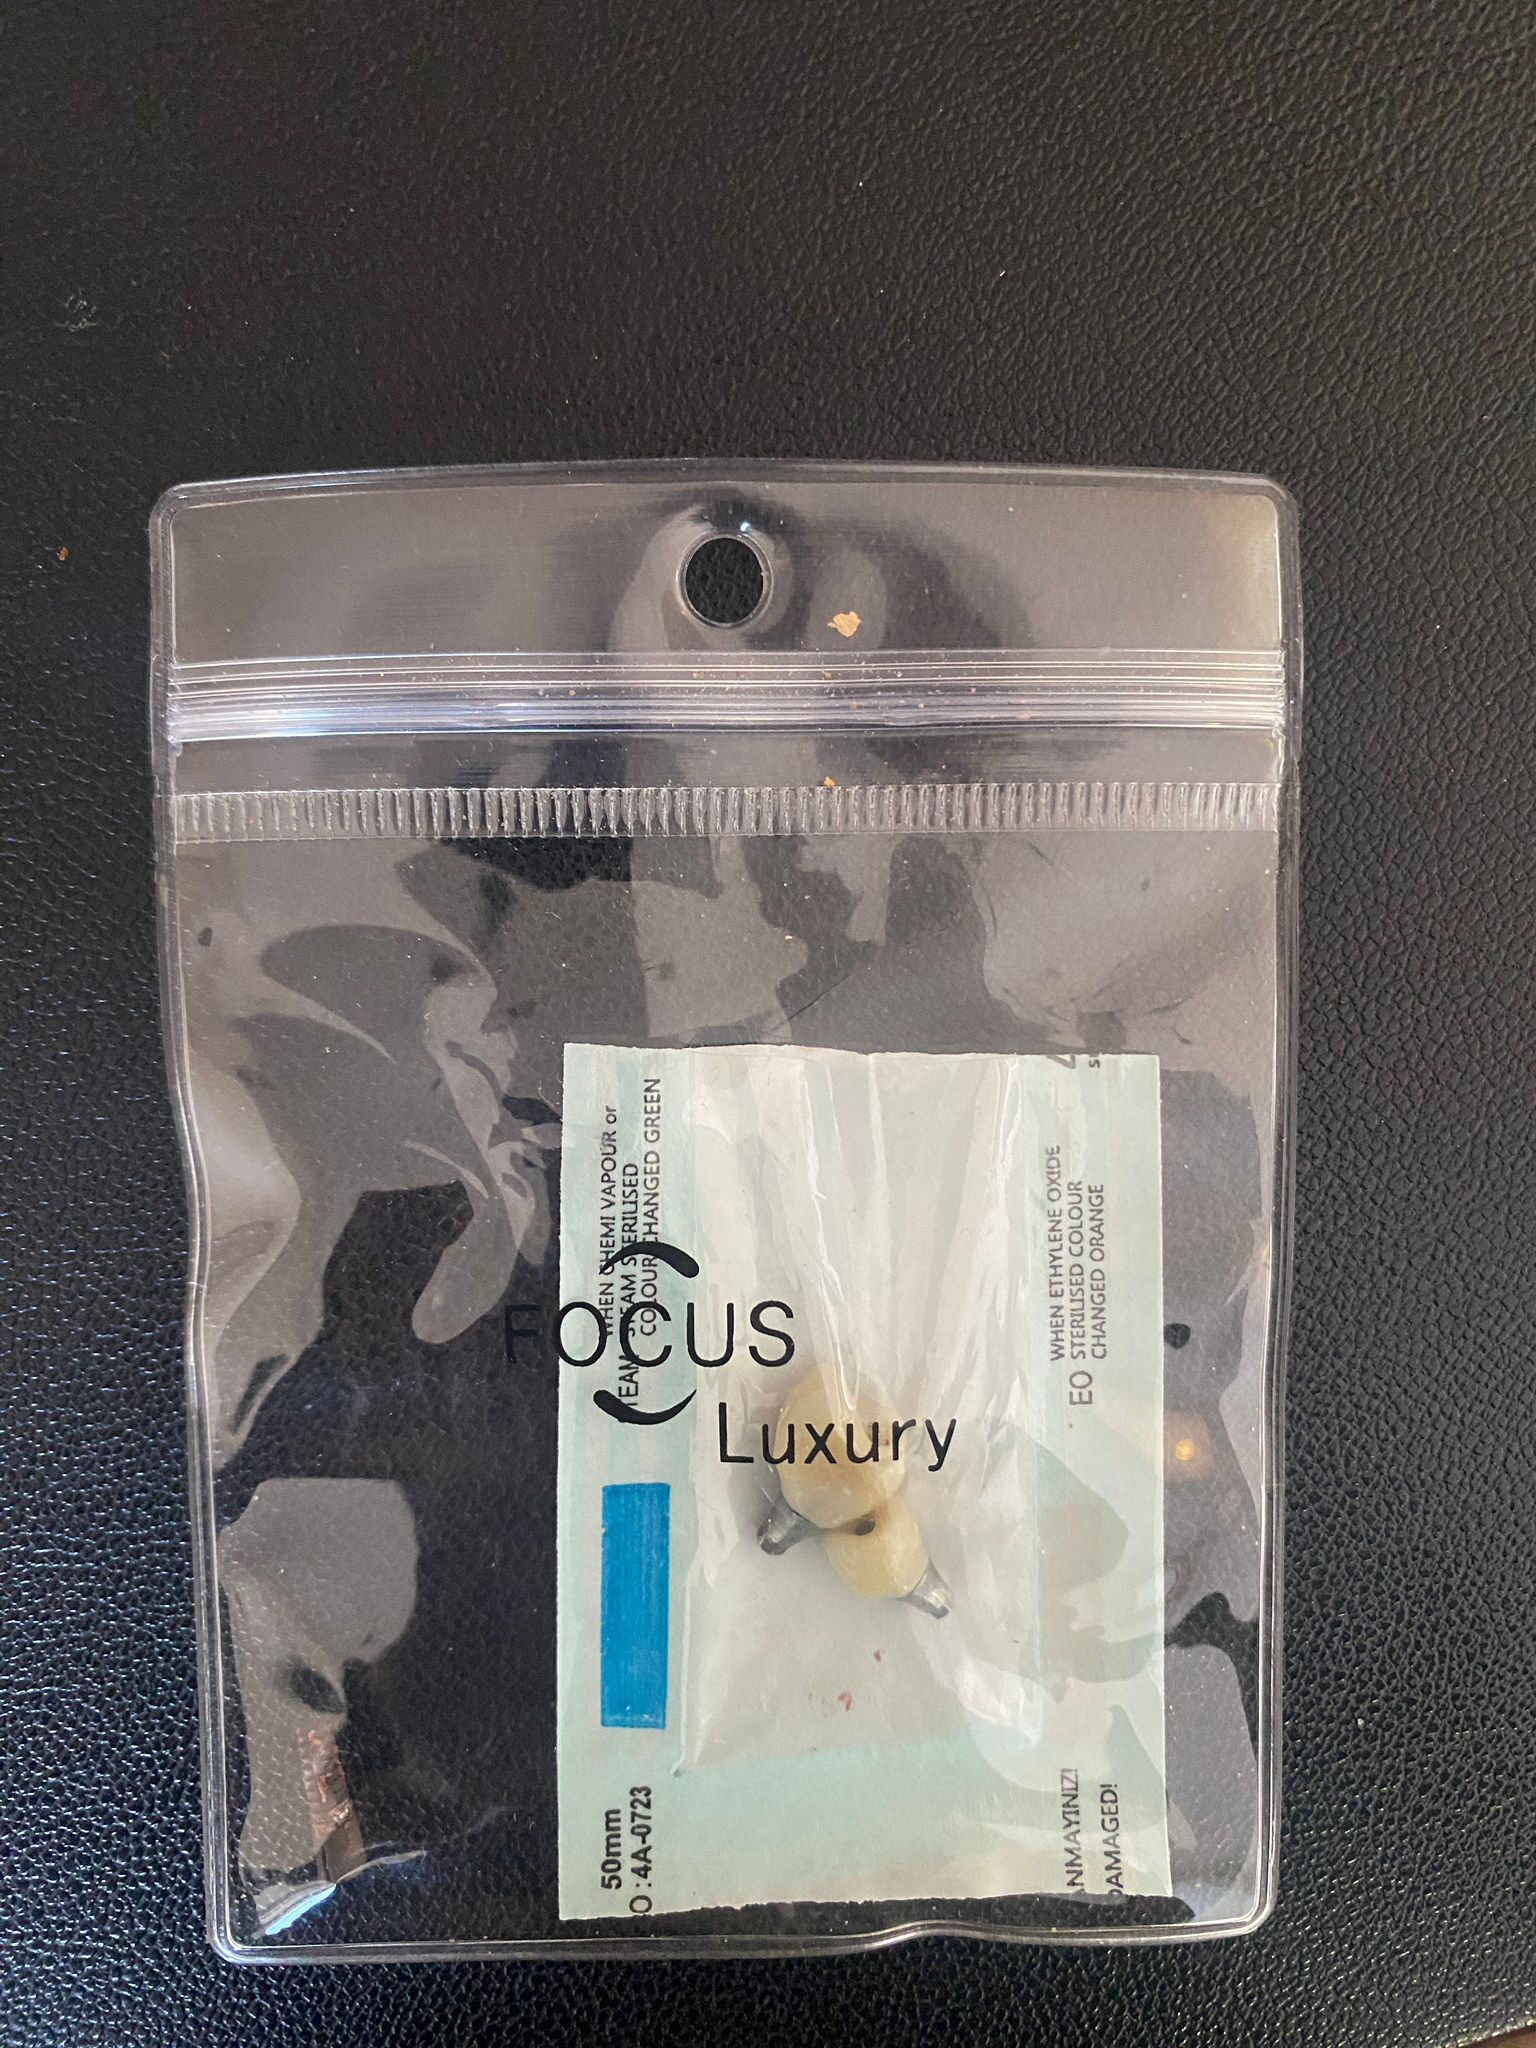 WHEN CHEMI VAPOUR or
STEAM STEAM STERILISED
COLOUR CHANGED GREEN
FOCUS
Luxury
WHEN ETHYLENE OXIDE
EO STERILISED COLOUR
CHANGED ORANGE
50mm
:4A-0723
DAMAGED!